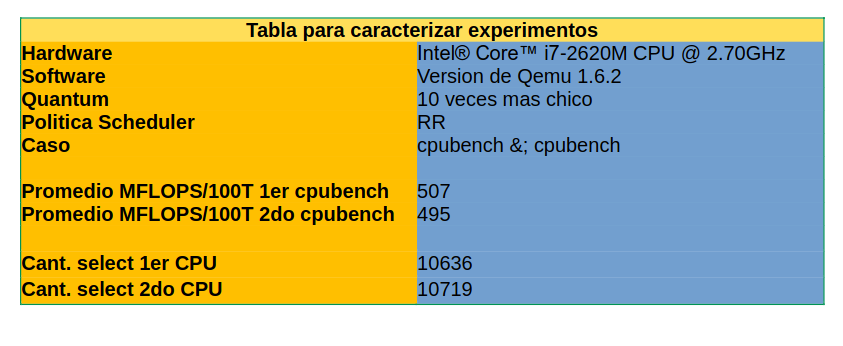 Tabla para caracterizar experimentos
Hardware Intel® Core™ i7-2620M CPU @ 2.70GHz
Software Version de Qemu 1.6.2
Quantum 10 veces mas chico
Politica Scheduler RR
Caso cpubench &; cpubench
Promedio MFLOPS/100T 1er cpubench 507
Promedio MFLOPS/100T 2do cpubench 495
Cant. select 1er CPU 10636
Cant. select 2do CPU 10719